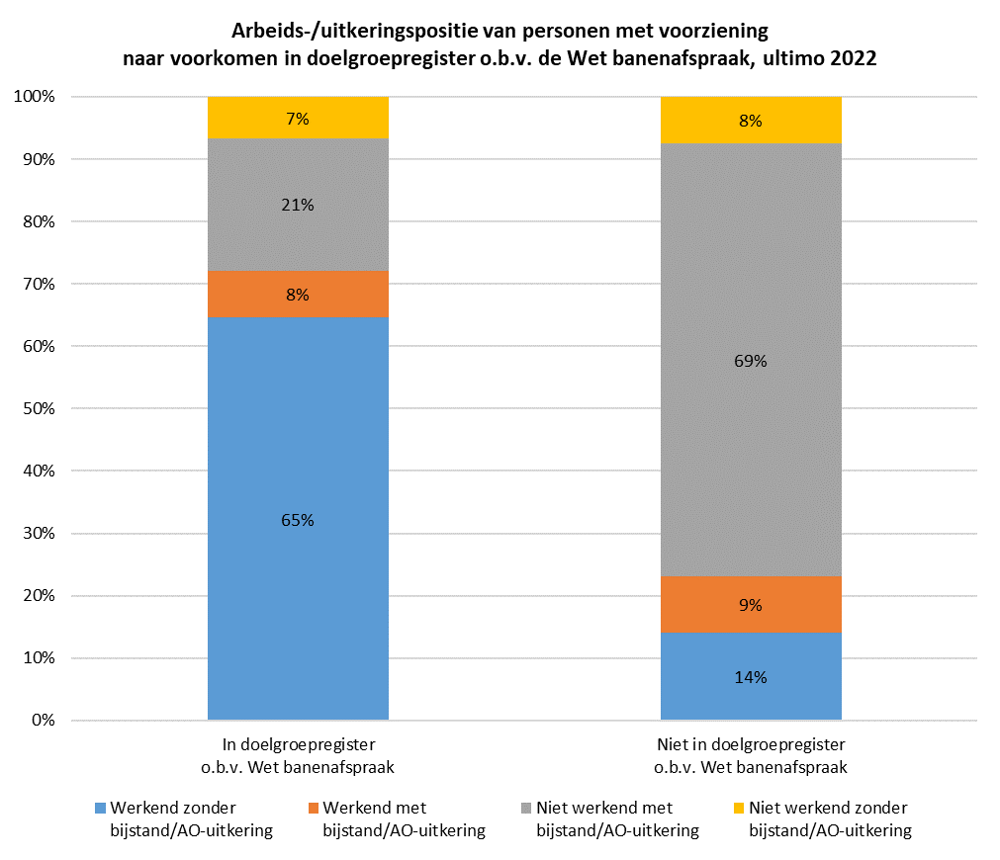 Arbeids-/uitkeringspositie van personen met voorziening
naar voorkomen in doelgroepregister o.b.v. de Wet banenafspraak, ultimo 2022
100%
90%
80%
70%
60%
50%
40%
30%
20%
10%
0%
7%
21%
8%
65%
8%
69%
9%
14%
In doelgroepregister
o.b.v. Wet banenafspraak
Niet in doelgroepregister
o.b.v. Wet banenafspraak
Werkend zonder
bijstand/AO-uitkering
Werkend met
bijstand/AO-uitkering
Niet werkend met
bijstand/AO-uitkering
Niet werkend zonder
bijstand/AO-uitkering